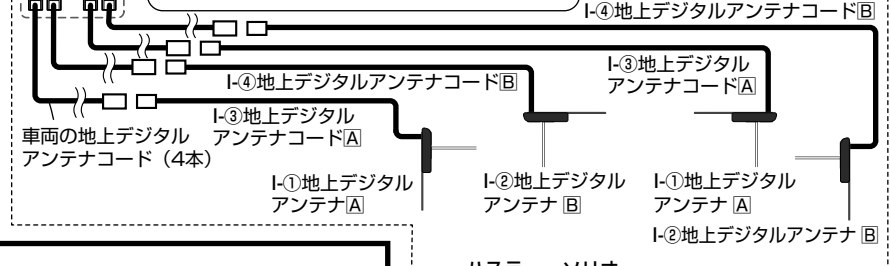 I-④地上デジタルアンテナコードB
I-③地上デジタル
アンテナコードA
I-④地上デジタルアンテナコードB
I-③地上デジタル
アンテナコードA
車両の地上デジタル
アンテナコード（4本）
I-①地上デジタル
アンテナA
I-②地上デジタル
アンテナ B
I-①地上デジタル
アンテナ A
I-②地上デジタルアンテナ B